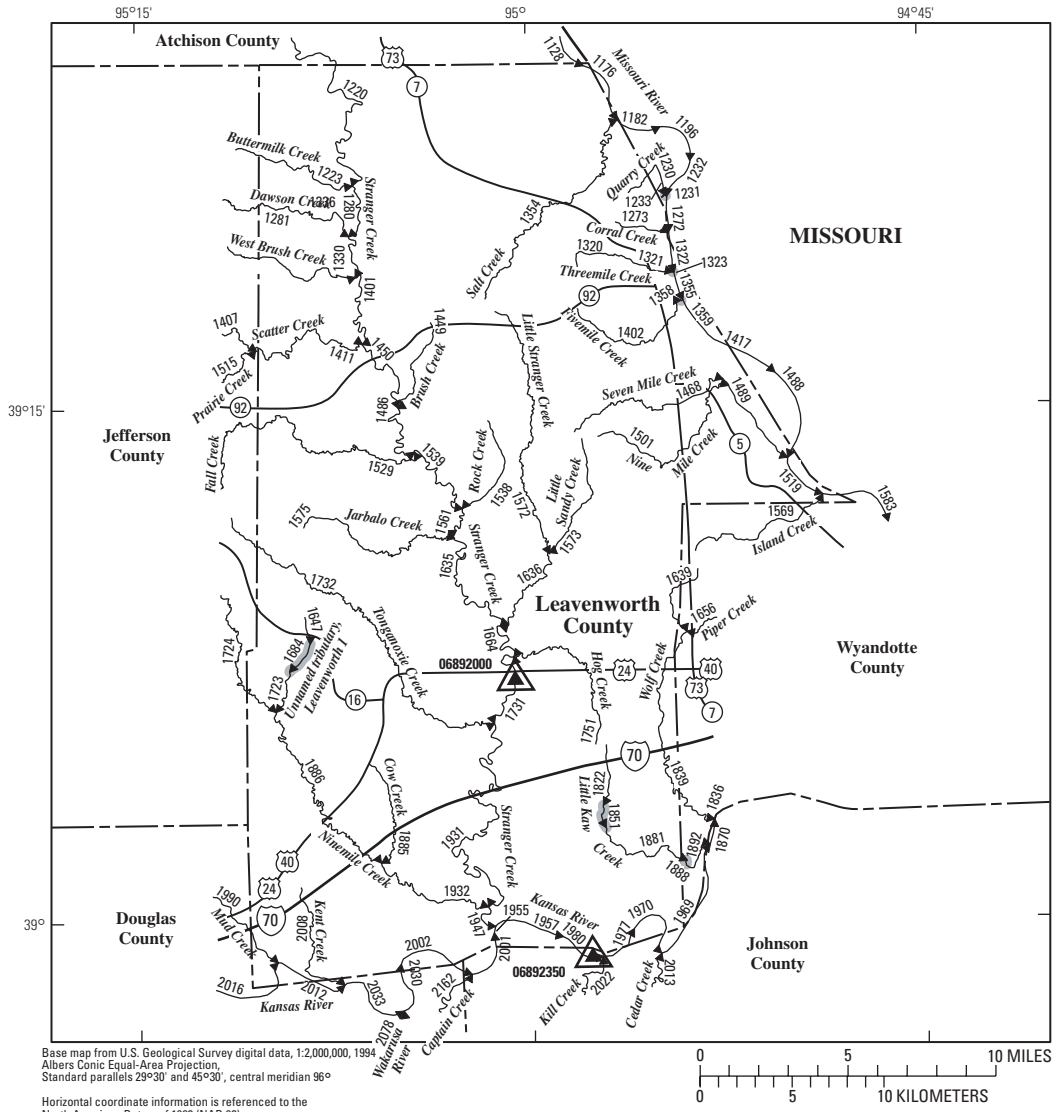 95°15'
95°
94°45'
Atchison County
73
7
1128
1176
Missouri River
1220
1182
1196
Buttermilk Creek
1223
Quarry Creek
1230
1232
1233
1231
Dawson Creek
1281
1280
Stranger Creek
1354
1273
1272
Corral Creek
MISSOURI
West Brush Creek
1330
1401
Salt Creek
1320
1321
1322
1323
Threemile Creek
92
1358
1355
1359
1407
Scatter Creek
1449
Fivemile Creek
1402
1417
1515
1411
1450
Little Stranger Creek
1488
Prairie Creek
92
Brush Creek
1486
Seven Mile Creek
1468
1489
39°15'
Jefferson
County
Fall Creek
1529
1539
Rock Creek
1538
1501
Nine
Mile Creek
5
1519
1583
1572
Little
Sandy Creek
1573
1569
Island Creek
1575
Jarbalo Creek
1561
1635
Stranger Creek
1636
1639
1732
Leavenworth
County
1656
Piper Creek
1724
1647
1684
Unnamed tributary,
Leavenworth 1
1723
Tonganoxie Creek
1664
06892000
Hog Creek
24
40
Wolf Creek
73
7
Wyandotte
County
16
1731
1751
70
1886
Cow Creek
1885
1822
Little Kaw
Creek
1851
1839
1836
Stranger Creek
1931
1881
1892
1870
1888
Ninemile Creek
40
24
70
1990
1932
39°
Douglas
County
Mud Creek
2008
Kent Creek
1955
Kansas River
1957
1980
1970
1969
1947
2001
1977
Johnson
County
2002
06892350
2016
2012
Kansas River
2033
2030
2162
Captain Creek
Kill Creek
2022
Cedar Creek
2013
2078
Wakarusa
River
Base map from U.S. Geological Survey digital data, 1:2,000,000, 1994
Albers Conic Equal-Area Projection,
Standard parallels 29°30' and 45°30', central meridian 96°
Horizontal coordinate information is referenced to the
0 5 10 MILES
0 5 10 KILOMETERS